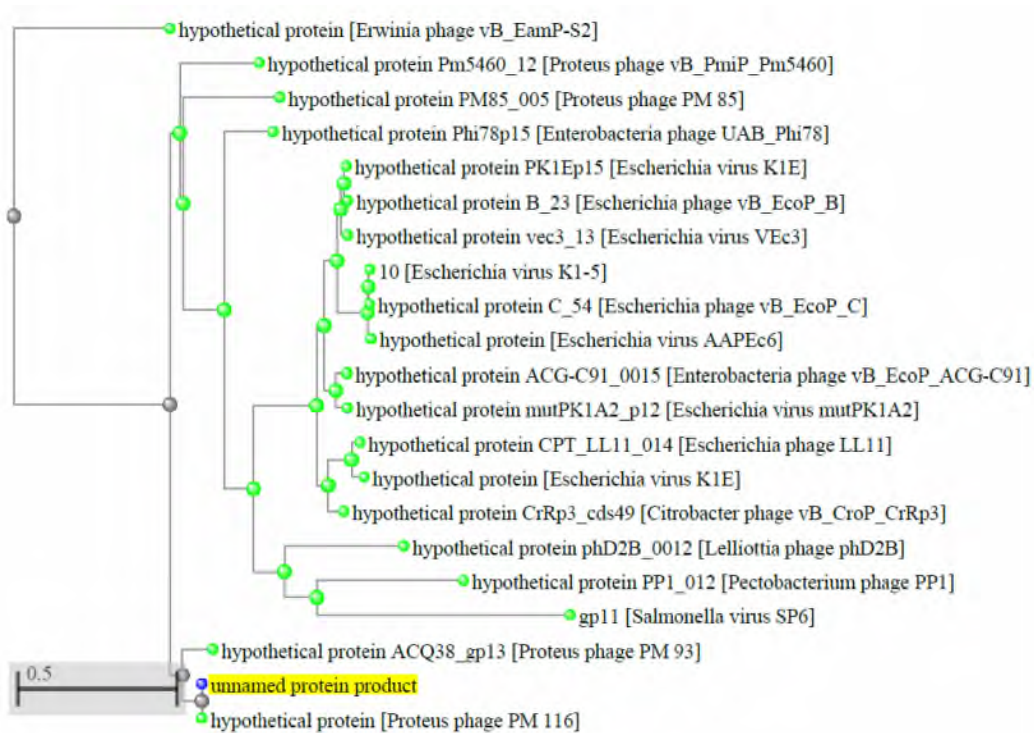 hypothetical protein [Erwinia phage vB_EamP-S2]
hypothetical protein Pm5460_12 [Proteus phage vB_PmiP_Pm5460]
hypothetical protein PM85_005 [Proteus phage PM 85]
hypothetical protein Phi78p15 [Enterobacteria phage UAB_Phi78]
hypothetical protein PK1Ep15 [Escherichia virus K1E]
hypothetical protein B_23 [Escherichia phage vB_EcoP_B]
hypothetical protein vec3_13 [Escherichia virus VEc3]
10 [Escherichia virus K1-5]
hypothetical protein C_54 [Escherichia phage vB_EcoP_C]
hypothetical protein [Escherichia virus AAPEc6]
hypothetical protein ACG-C91_0015 [Enterobacteria phage vB_EcoP_ACG-C91]
hypothetical protein mutPK1A2_p12 [Escherichia virus mutPK1A2]
hypothetical protein CPT_LL11_014 [Escherichia phage LL11]
hypothetical protein [Escherichia virus K1E]
hypothetical protein CrRp3_cds49 [Citrobacter phage vB_CroP_CrRp3]
hypothetical protein phD2B_0012 [Lelliottia phage phD2B]
hypothetical protein PP1_012 [Pectobacterium phage PP1]
gp11 [Salmonella virus SP6]
hypothetical protein ACQ38_gp13 [Proteus phage PM 93]
0.5
unnamed protein product
hypothetical protein [Proteus phage PM 116]